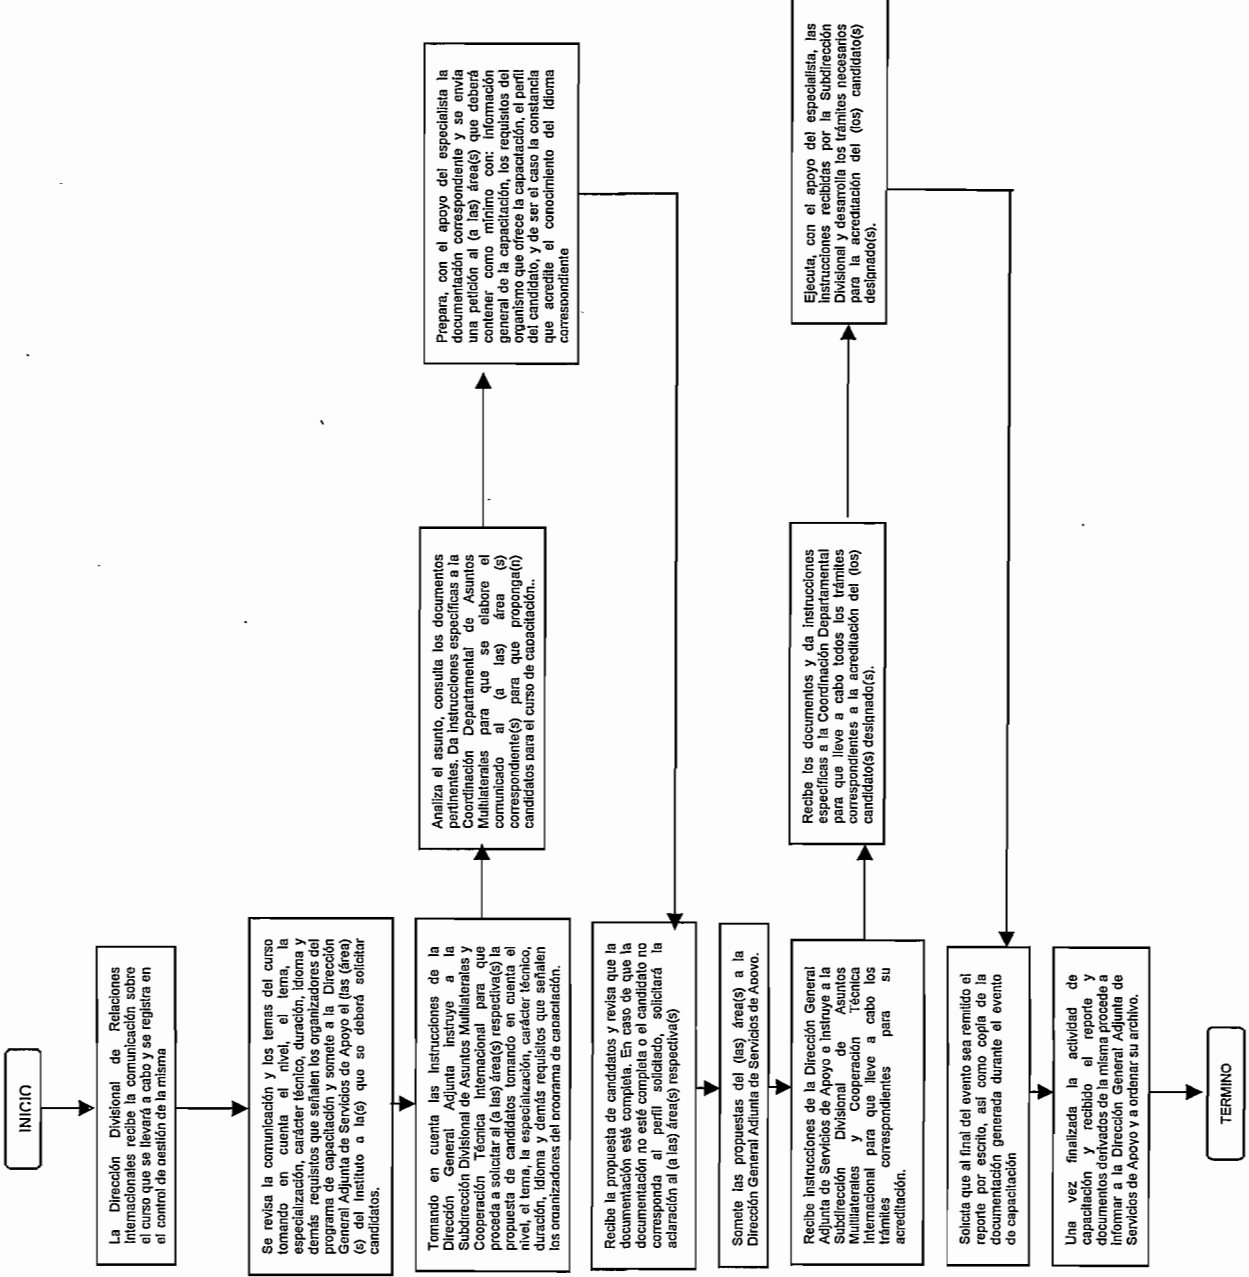 INICIO
La Dirección Divisional de Relaciones
Internacionales recibe la comunicación sobre
el curso que se llevará a cabo y se registra en
el control de gestión de la misma
Se revisa la comunicación y los temas del curso
tomando en cuenta el nivel, el tema, la
especialización, carácter técnico, duración, idioma y
demás requisitos que señalen los organizadores del
programa de capacitación y somete a la Dirección
General Adjunta de Servicios de Apoyo el (las) (área)
(s) del Instituto a la(s) que so deberá solicitar
candidatos.
Tomando en cuenta las Instrucciones de la
Dirección General Adjunta Instruye a la
Subdirección Divisional de Asuntos Multilaterales y
Cooperación Técnica Internacional para que
proceda a solicitar al (a las) área(s) respectiva(s) la
propuesta de candidatos tomando en cuenta el
nivel, el tema, la especialización, carácter técnico,
duración, idioma y demás requisitos que señalen
los organizadores del programa de capacitación.
Analiza el asunto, consulta los documentos
pertinentes. Da instrucciones específicas a la
Coordinación Departamental de Asuntos
Multilaterales para que se elabore el
comunicado al (a las) área (s)
correspondiente(s) para que proponga(n)
candidatos para el curso de capacitación..
Prepara, con el apoyo del especialista la
documentación correspondiente y se envía
una petición al (a las) área(s) que deberá
contener como mínimo con: información
general de la capacitación, los requisitos del
organismo que ofrece la capacitación, el perfil
del candidato, y de ser el caso la constancia
que acredite el conocimiento del Idioma
correspondiente
Recibe la propuesta de candidatos y revisa que la
documentación esté completa. En caso de que la
documentación no esté completa o el candidato no
corresponda al perfil solicitado, solicitará la
aclaración al (a las) área(s) respectiva(s)
Somete las propuestas del (las) área(s) a la
Dirección General Adjunta de Servicios de Apoyo.
Recibe instrucciones de la Dirección General
Adjunta de Servicios de Apoyo e instruye a la
Subdirección Divisional de Asuntos
Multilaterales y Cooperación Técnica
Internacional para que lleve a cabo los
trámites correspondientes para su
acreditación.
Recibe los documentos y da instrucciones
específicas a la Coordinación Departamental
para que lleve a cabo todos los trámites
correspondientes a la acreditación del (los)
candidato(s) designado(s).
Ejecuta, con el apoyo del especialista, las
instrucciones recibidas por la Subdirección
Divisional y desarrolla los trámites necesarios
para la acreditación del (los) candidato(s)
designado(s).
Solicita que al final del evento sea remitido el
reporte por escrito, así como copia de la
documentación generada durante el evento
de capacitación
Una vez finalizada la actividad de
capacitación y recibido el reporte y
documentos derivados de la misma procede a
informar a la Dirección General Adjunta de
Servicios de Apoyo y a ordenar su archivo.
TERMINO